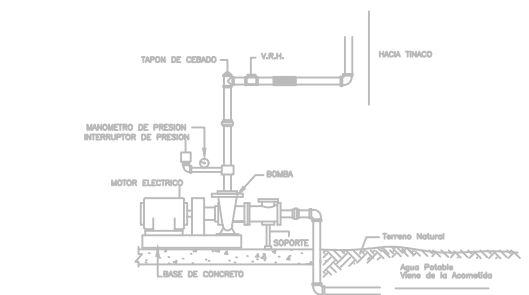 TAPON DE CEBADO
V.R.H.
HACIA TINACO
MANOMETRO DE PRESION
INTERRUPTOR DE PRESION
BOMBA
MOTOR ELECTRICO
SOPORTE
Terreno Natural
BASE DE CONCRETO
Agua Potable
Viene de la Acometida